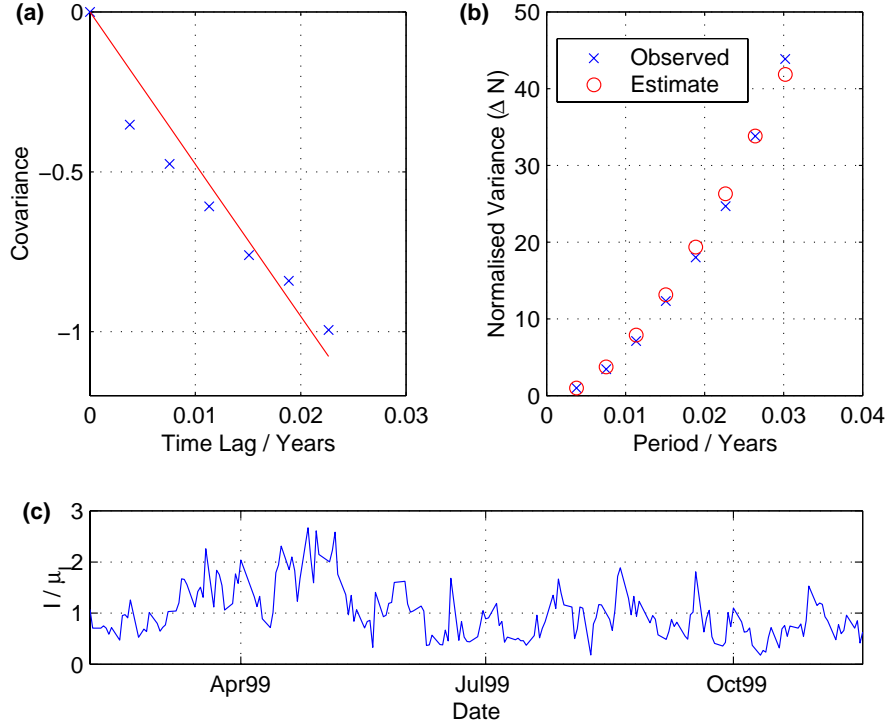 (a)
0
−0.5
−1
Covariance
0
0.01
0.02
0.03
Time Lag / Years
(b)
50
40
30
20
10
0
Normalised Variance (Δ N)
Observed
Estimate
0
0.01
0.02
0.03
0.04
Period / Years
(c)
3
2
1
0
I / μI
Apr99
Jul99
Oct99
Date